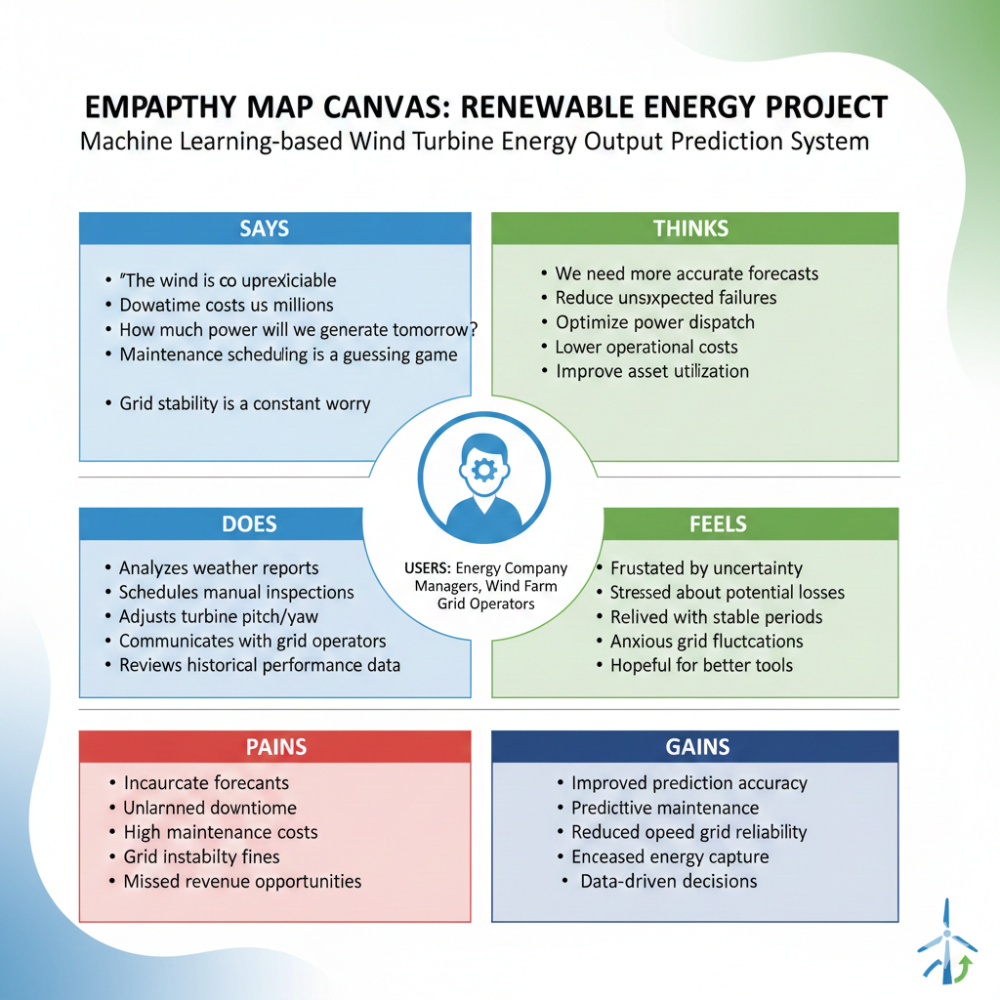 EMPAPTHY MAP CANVAS: RENEWABLE ENERGY PROJECT
Machine Learning-based Wind Turbine Energy Output Prediction System
SAYS
• "The wind is co uprexiciable
• Dowatime costs us millions
• How much power will we generate tomorrow?
• Maintenance scheduling is a guessing game
• Grid stability is a constant worry
THINKS
• We need more accurate forecasts
• Reduce unsxpected failures
• Optimize power dispatch
• Lower operational costs
• Improve asset utilization
USERS: Energy Company
Managers, Wind Farm
Grid Operators
DOES
• Analyzes weather reports
• Schedules manual inspections
• Adjusts turbine pitch/yaw
• Communicates with grid operators
• Reviews historical performance data
FEELS
• Frustated by uncertainty
• Stressed about potential losses
• Relived with stable periods
• Anxious grid fluctcations
• Hopeful for better tools
PAINS
• Incaurcate forecants
• Unlarnned downtiome
• High maintenance costs
• Grid instabilty fines
• Missed revenue opportunities
GAINS
• Improved prediction accuracy
• Predictive maintenance
• Reduced opeed grid reliability
• Enceased energy capture
• Data-driven decisions